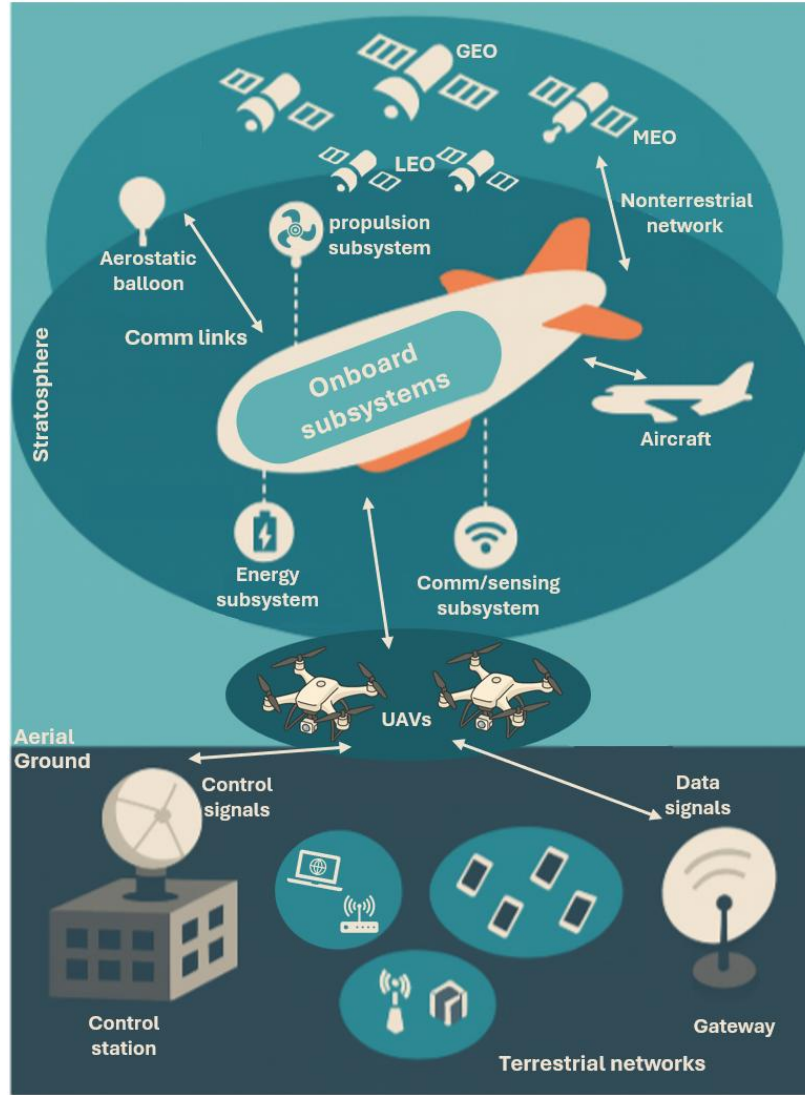 GEO
MEO
LEO
Nonterrestrial
network
propulsion
subsystem
Aerostatic
balloon
Comm links
Stratosphere
Onboard
subsystems
Aircraft
Energy
subsystem
Comm/sensing
subsystem
UAVs
Aerial
Ground
Control
signals
Data
signals
Control
station
Gateway
Terrestrial networks